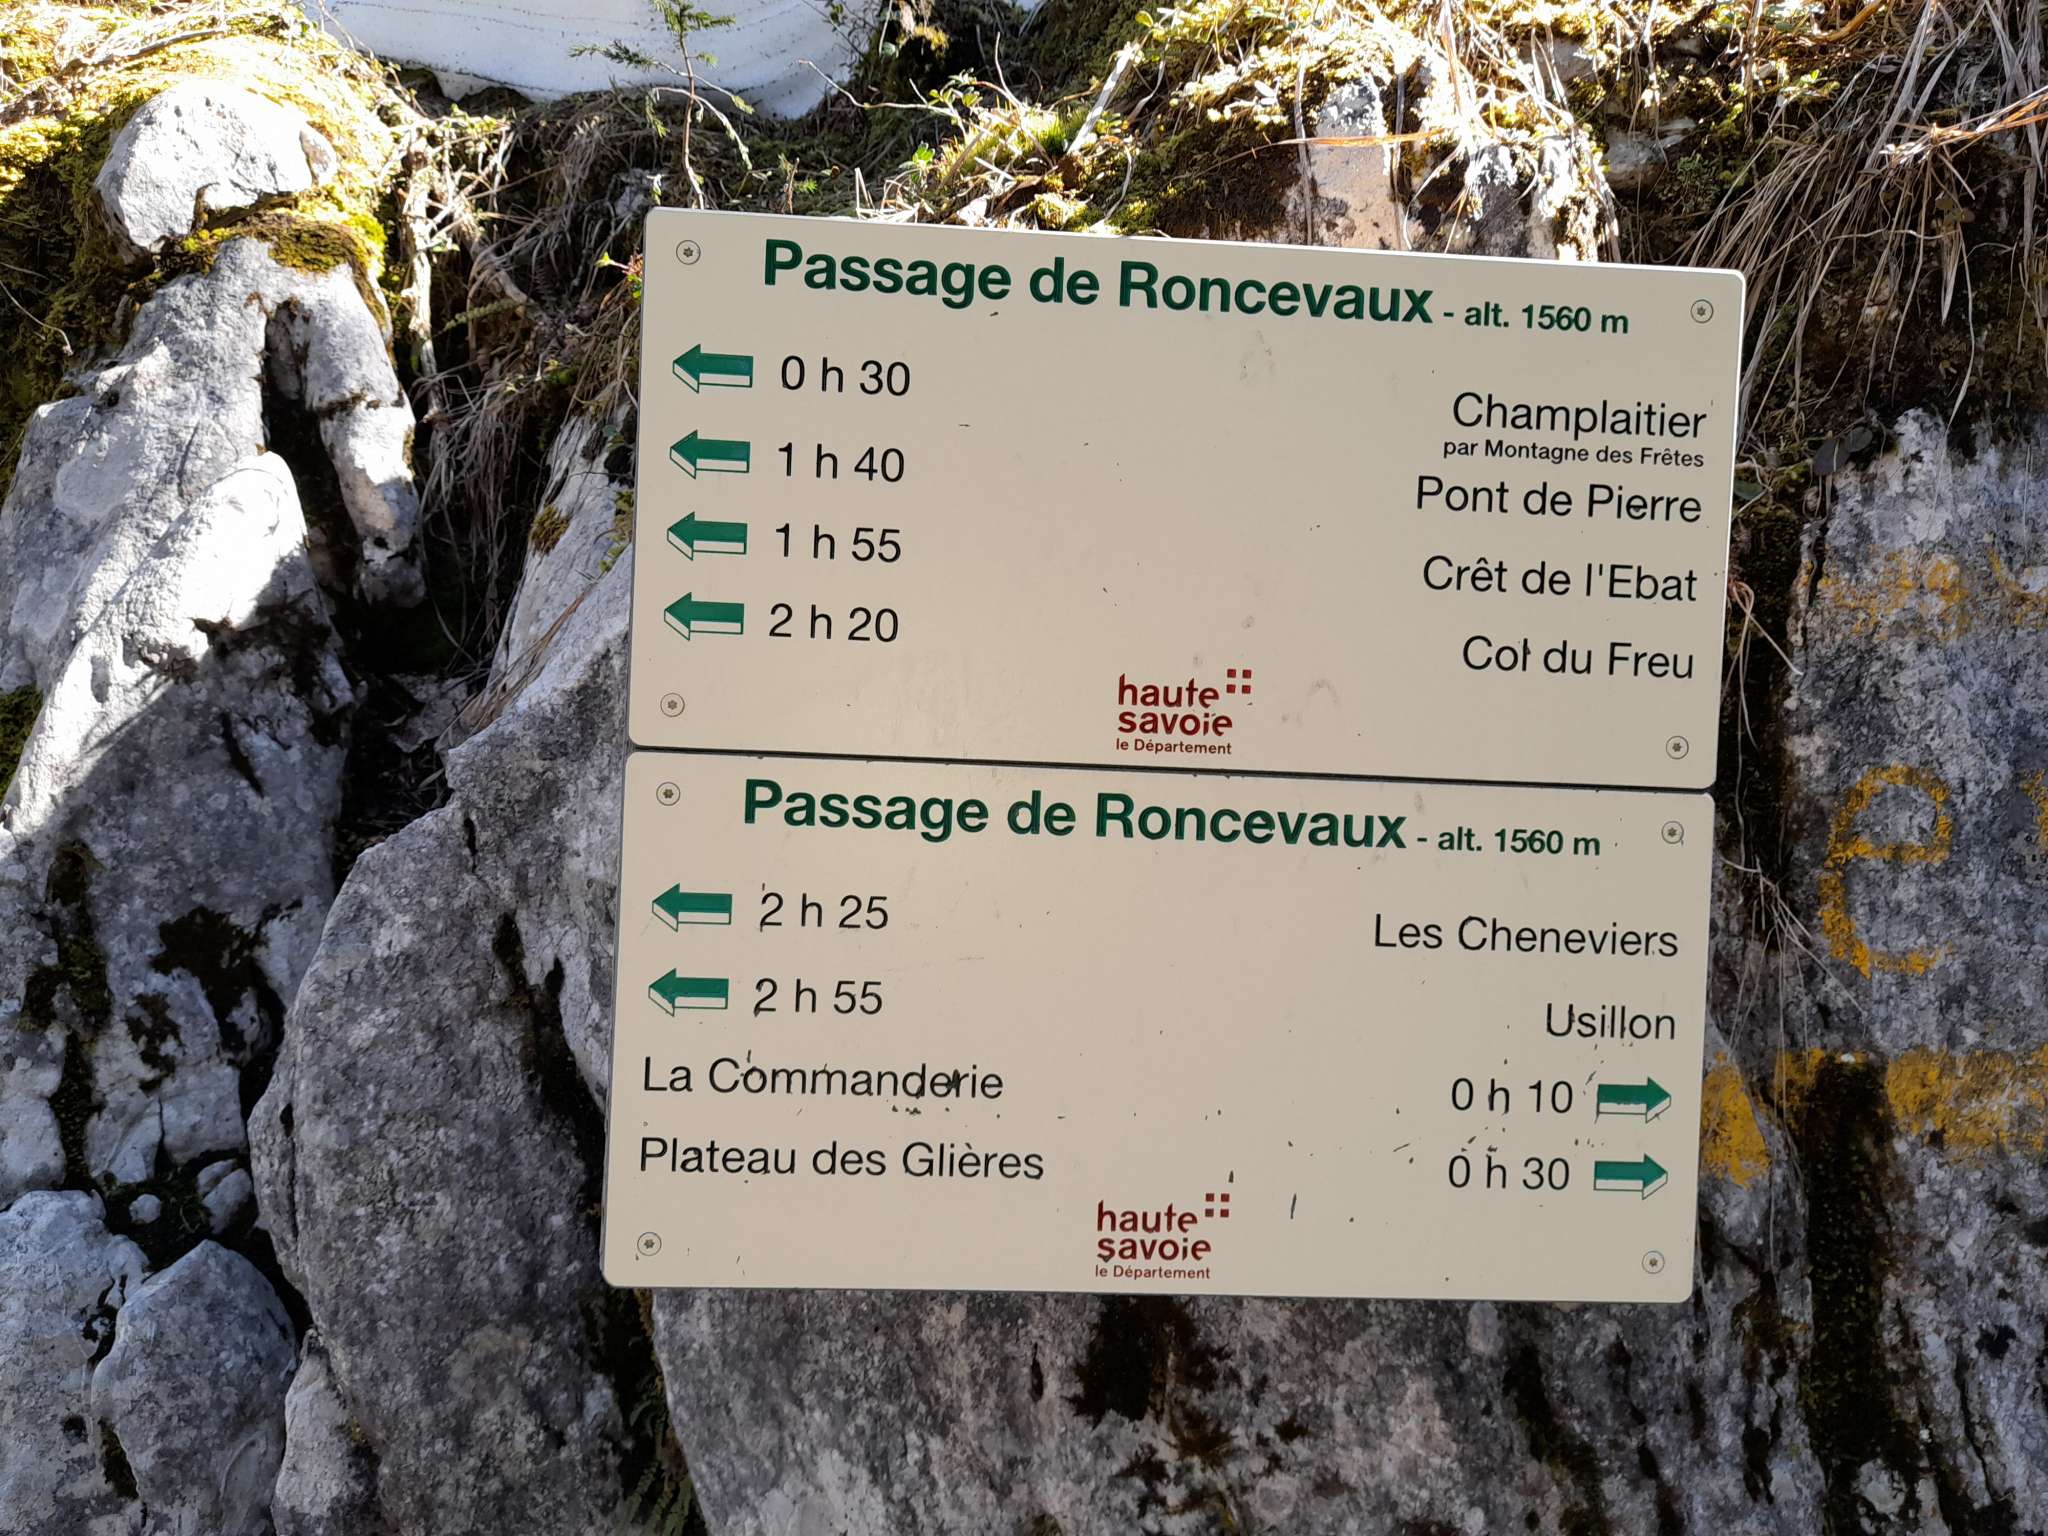 Passage de Roncevaux - alt. 1560 m
0 h 30 Champlaitier
par Montagne des Frêtes
1 h 40 Pont de Pierre
1 h 55 Crêt de l'Ebat
2 h 20 Col du Freu
haute
savoie
le Département
Passage de Roncevaux - alt. 1560 m
2 h 25 Les Cheneviers
2 h 55 Usillon
La Commanderie 0 h 10
Plateau des Glières 0 h 30
haute
savoie
le Département